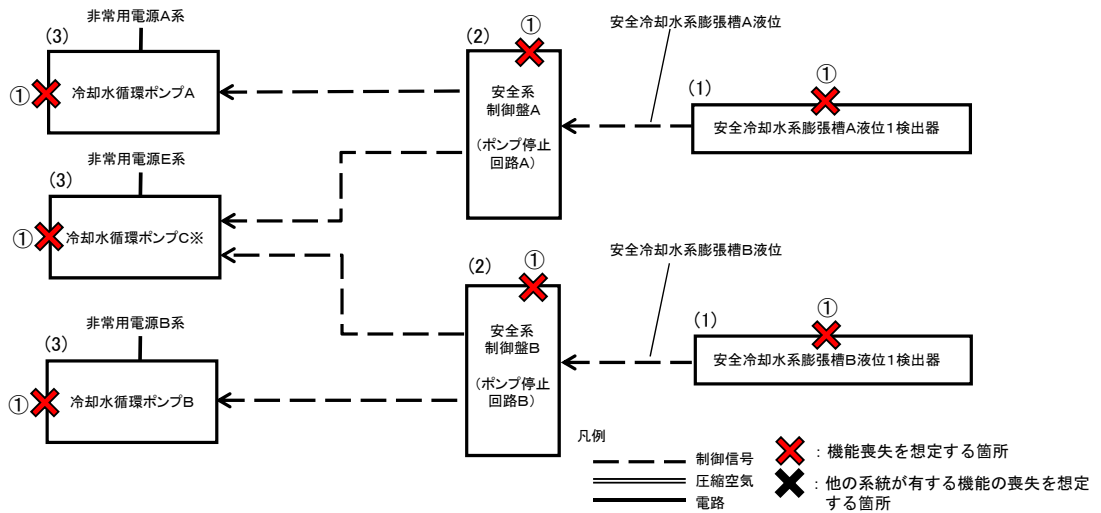 非常用電源A系
(3)
①
冷却水循環ポンプA
非常用電源E系
(3)
①
冷却水循環ポンプC※
非常用電源B系
(3)
①
冷却水循環ポンプB
(2)
①
安全系
制御盤A
(ポンプ停止
回路A)
(2)
①
安全系
制御盤B
(ポンプ停止
回路B)
安全冷却水系膨張槽A液位
(1)
①
安全冷却水系膨張槽A液位1検出器
安全冷却水系膨張槽B液位
(1)
①
安全冷却水系膨張槽B液位1検出器
凡例
制御信号
圧縮空気
電路
：機能喪失を想定する箇所
：他の系統が有する機能の喪失を想定
する箇所